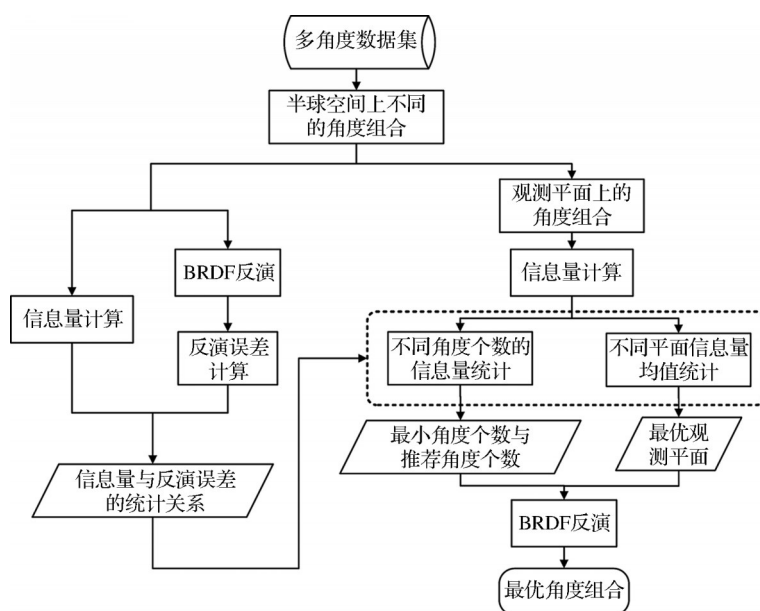 多角度数据集
半球空间上不同
的角度组合
观测平面上的
角度组合
BRDF反演
信息量计算
信息量计算
反演误差
计算
不同角度个数的
信息量统计
不同平面信息量
均值统计
最小角度个数与
推荐角度个数
最优观
测平面
信息量与反演误差
的统计关系
BRDF反演
最优角度组合